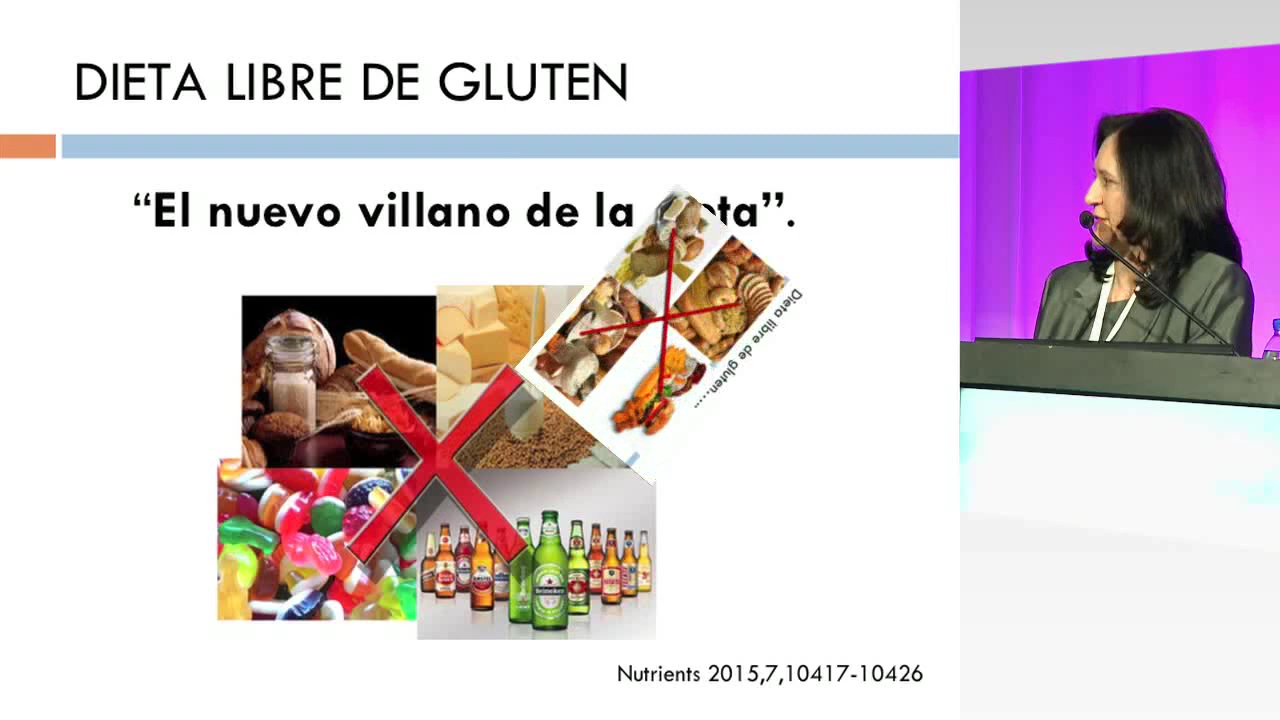 DIETA LIBRE DE GLUTEN
“El nuevo villano de la eta”.
Dieta libre de gluten....
Heineken
Nutrients 2015,7,10417-10426